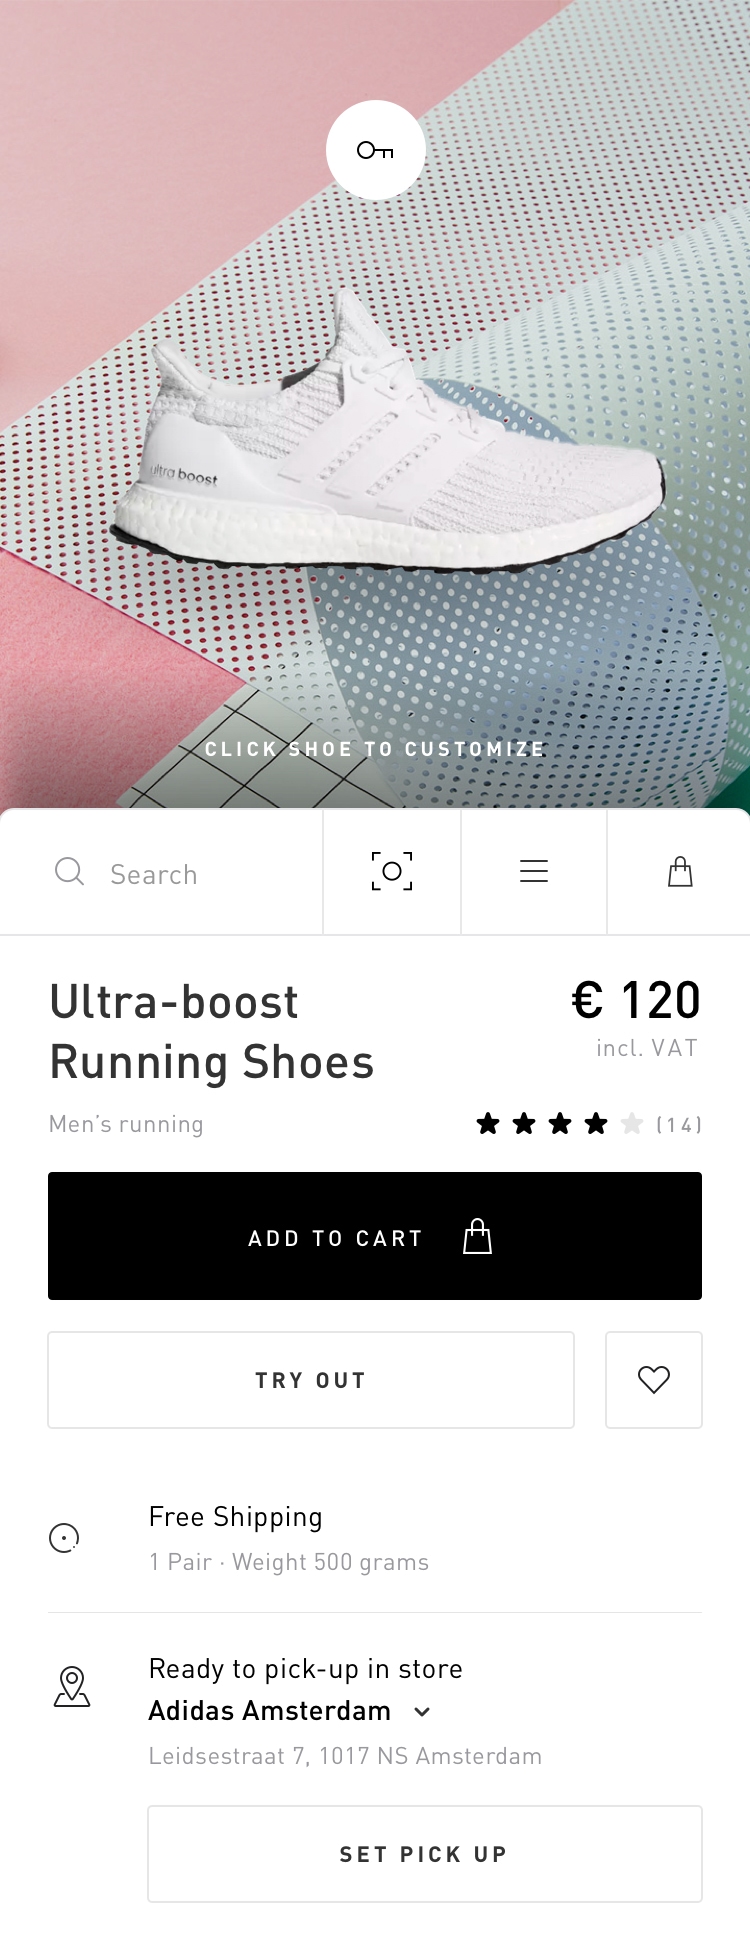 ultra boost
CLICK SHOE TO CUSTOMIZE
Search
Ultra-boost
Running Shoes
€ 120
incl. VAT
Men's running
(14)
ADD TO CART
TRY OUT
Free Shipping
1 Pair · Weight 500 grams
Ready to pick-up in store
Adidas Amsterdam
Leidsestraat 7, 1017 NS Amsterdam
SET PICK UP